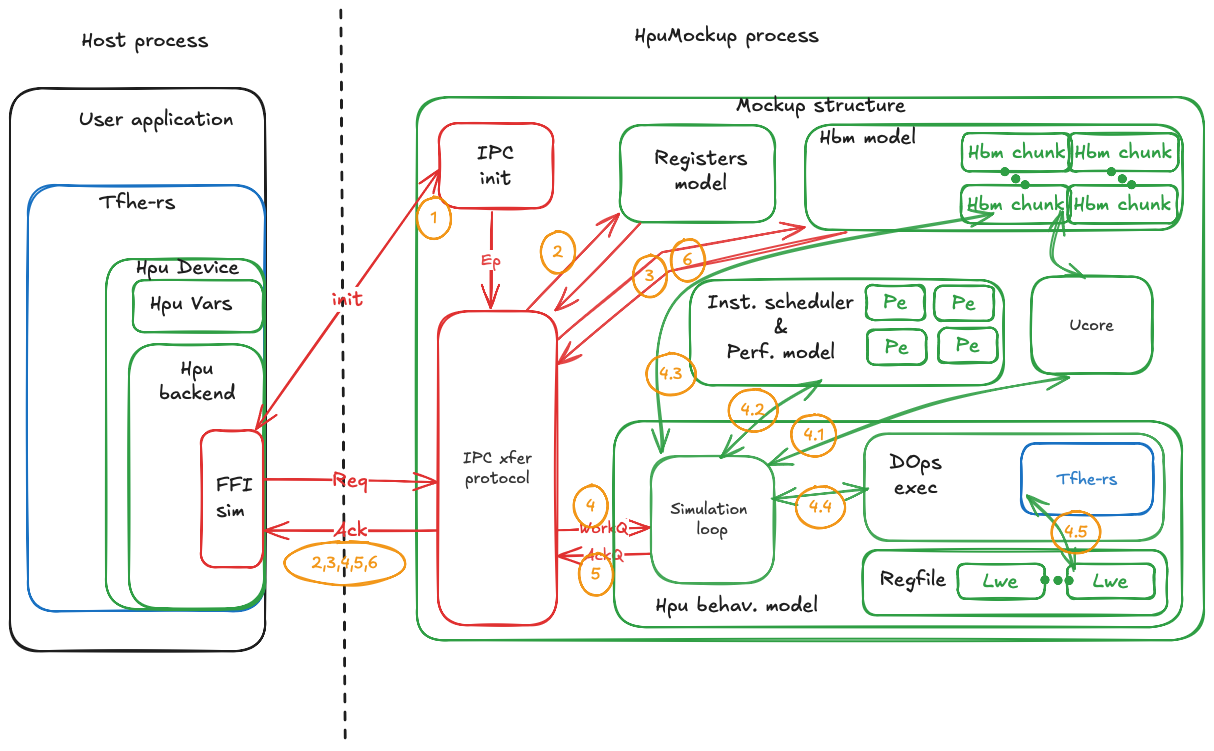 Host process
HpuMockup process
User application
Tfhe-rs
Hpu Device
Hpu Vars
Hpu
backend
FFI
sim
init
Req
Ack
2,3,4,5,6
Mockup structure
IPC
init
1
Ep
IPC xfer
protocol
Registers
model
2
3
6
Hbm model
Hbm chunk
Hbm chunk
Hbm chunk
Hbm chunk
Inst. scheduler
&
Perf. model
Pe
Pe
Pe
Pe
Ucore
4.3
4.2
4.1
4
WorkQ
AckQ
5
Simulation
loop
4.4
Hpu behav. model
DOps
exec
Tfhe-rs
4.5
Regfile
Lwe
Lwe